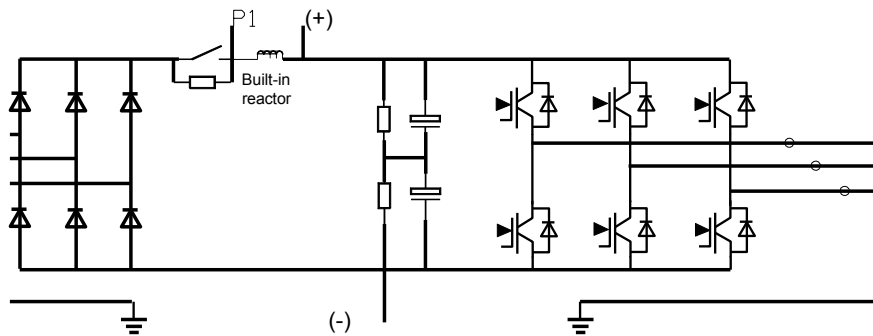 P1 (+)
Built-in
reactor
(-)